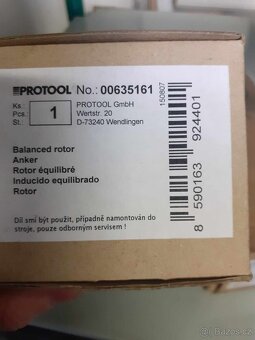 PROTOOL No.: 00635161
Ks
Pcs.
St.
1
PROTOOL GmbH
Wertstr. 20
D-73240 Wendlingen
150807
Balanced rotor
Anker
Rotor équilibré
Inducido equilibrado
Rotor
8 590163 924401
Díl smí být použit, případně namontován do
stroje, pouze odborným servisem !